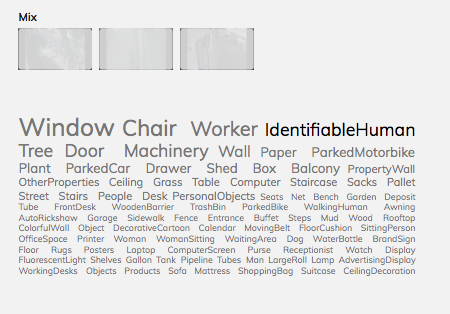 Mix
Window Chair Worker IdentifiableHuman
Tree Door Machinery Wall Paper ParkedMotorbike
Plant ParkedCar Drawer Shed Box Balcony PropertyWall
OtherProperties Ceiling Grass Table Computer Staircase Sacks Pallet
Street Stairs People Desk PersonalObjects Seats Net Bench Garden Deposit
Tube FrontDesk WoodenBarrier TrashBin ParkedBike WalkingHuman Awning
AutoRickshaw Garage Sidewalk Fence Entrance Buffet Steps Mud Wood Rooftop
ColorfulWall Object DecorativeCartoon Calendar MovingBelt FloorCushion SittingPerson
OfficeSpace Printer Woman WomanSitting WaitingArea Dog WaterBottle BrandSign
Floor Rugs Posters Laptop ComputerScreen Purse Receptionist Watch Display
FluorescentLight Shelves Gallon Tank Pipeline Tubes Man LargeRoll Lamp AdvertisingDisplay
WorkingDesks Objects Products Sofa Mattress ShoppingBag Suitcase CeilingDecoration